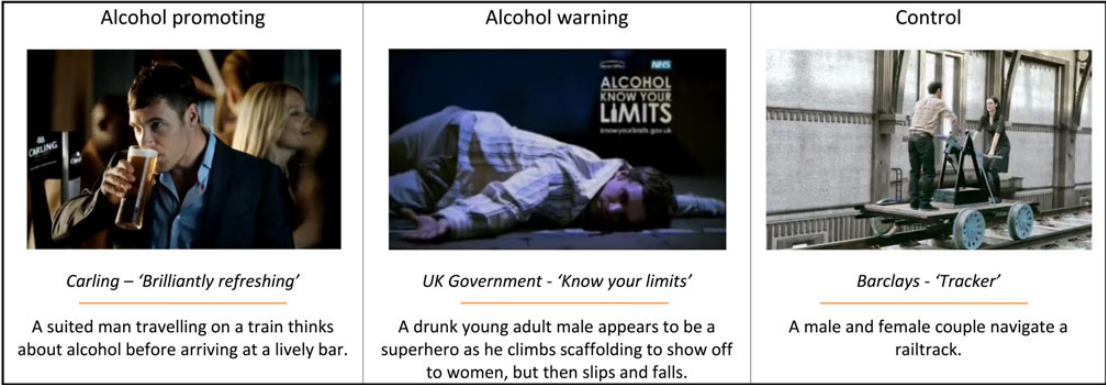 Alcohol promoting
CARLING
Carling – ‘Brilliantly refreshing’
A suited man travelling on a train thinks
about alcohol before arriving at a lively bar.
Alcohol warning
NHS
ALCOHOL
KNOW YOUR
LIMITS
knowyourlimits.gov.uk
UK Government - ‘Know your limits’
A drunk young adult male appears to be a
superhero as he climbs scaffolding to show off
to women, but then slips and falls.
Control
Barclays - ‘Tracker’
A male and female couple navigate a
railtrack.